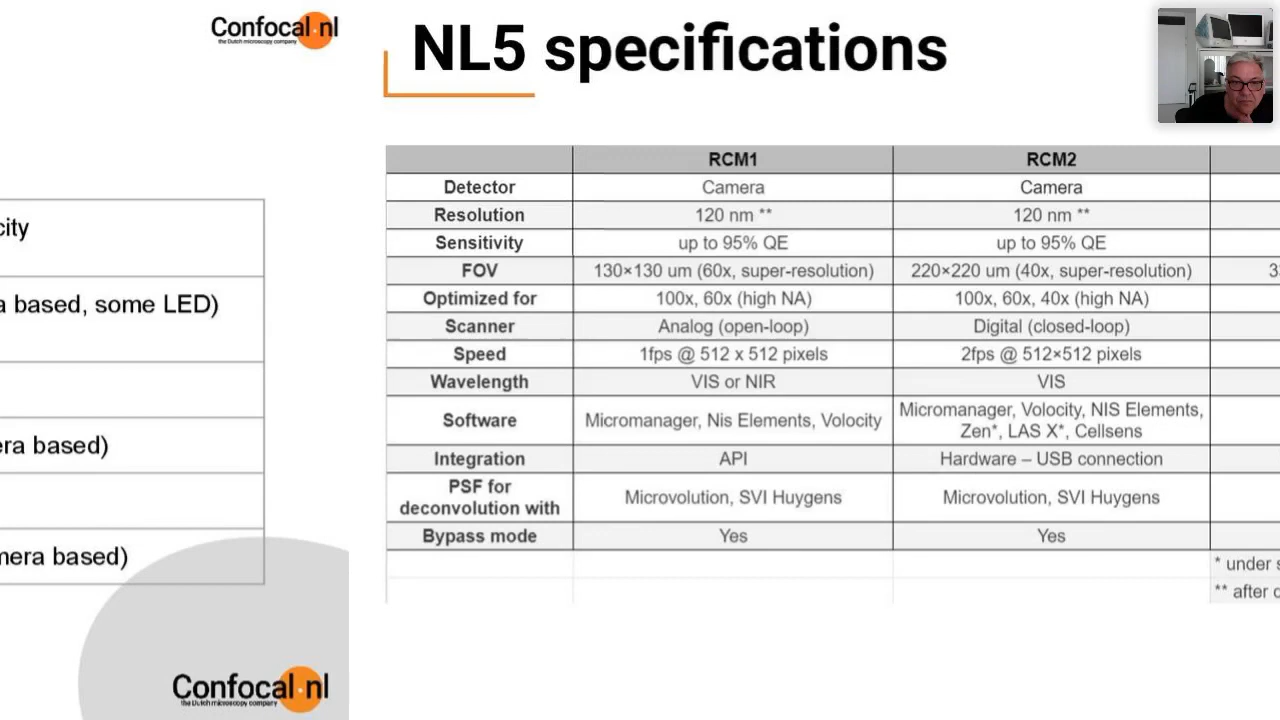 Confocal.nl
the Dutch microscopy company
city
a based, some LED)
era based)
mera based)
Confocal.nl
the Dutch microscopy company
NL5 specifications
RCM1 RCM2
Detector Camera Camera
Resolution 120 nm ** 120 nm **
Sensitivity up to 95% QE up to 95% QE
FOV 130×130 um (60x, super-resolution) 220×220 um (40x, super-resolution) 33
Optimized for 100x, 60x (high NA) 100x, 60x, 40x (high NA)
Scanner Analog (open-loop) Digital (closed-loop)
Speed 1fps @ 512 x 512 pixels 2fps @ 512×512 pixels
Wavelength VIS or NIR VIS
Software Micromanager, Nis Elements, Volocity Micromanager, Volocity, NIS Elements,
Zen*, LAS X*, Cellsens
Integration API Hardware – USB connection
PSF for
deconvolution with Microvolution, SVI Huygens Microvolution, SVI Huygens
Bypass mode Yes Yes
* under s
** after d